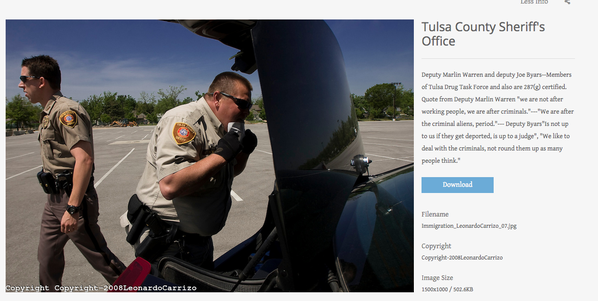 Less Info
Tulsa County Sheriff's
Office
Deputy Marlin Warren and deputy Joe Byars--Members
of Tulsa Drug Task Force and also are 287(g) certified.
Quote from Deputy Marlin Warren "we are not after
working people, we are after criminals."---"We are after
the criminal aliens, period."--- Deputy Byars"Is not up
to us if they get deported, is up to a judge", "We like to
deal with the criminals, not round them up as many
people think."
Download
Filename
Immigration_LeonardoCarrizo_07.jpg
Copyright
Copyright-2008LeonardoCarrizo
Image Size
1500x1000 / 502.6KB
Copyright Copyright-2008LeonardoCarrizo